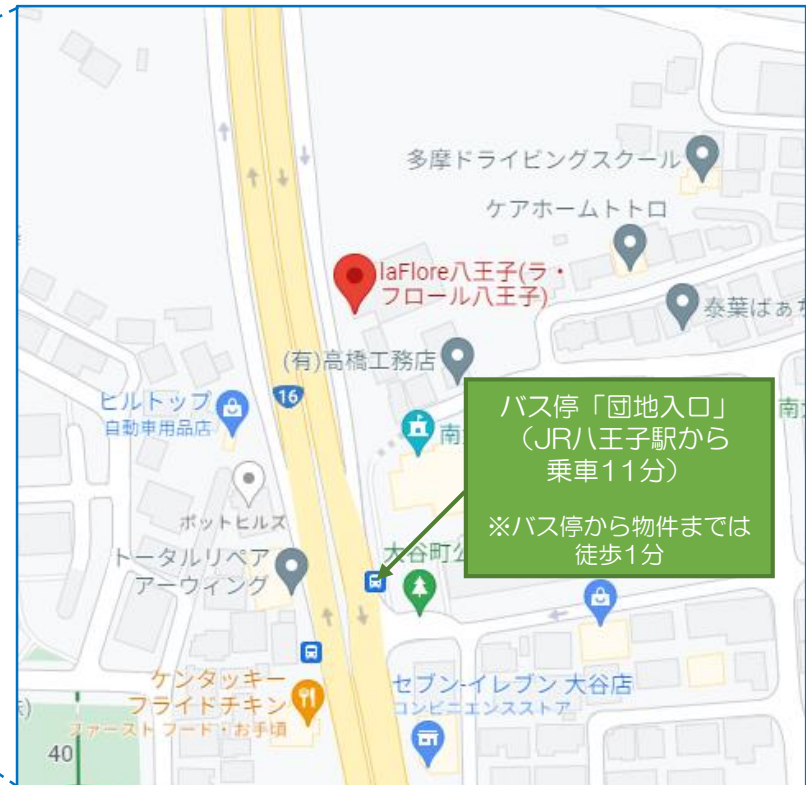 多摩ドライビングスクール
ケアホームトトロ
laFlore八王子(ラ・
フロール八王子)
泰葉ばぁ
(有)高橋工務店
16
ヒルトップ
自動車用品店
南
南
バス停「団地入口」
(JR八王子駅から
乗車11分)
※バス停から物件までは
徒歩1分
ポットヒルズ
大谷町公
トータルリペア
アーウィング
ケンタッキー
フライドチキン
ファーストフード・お手頃
セブン-イレブン 大谷店
コンビニエンスストア
40